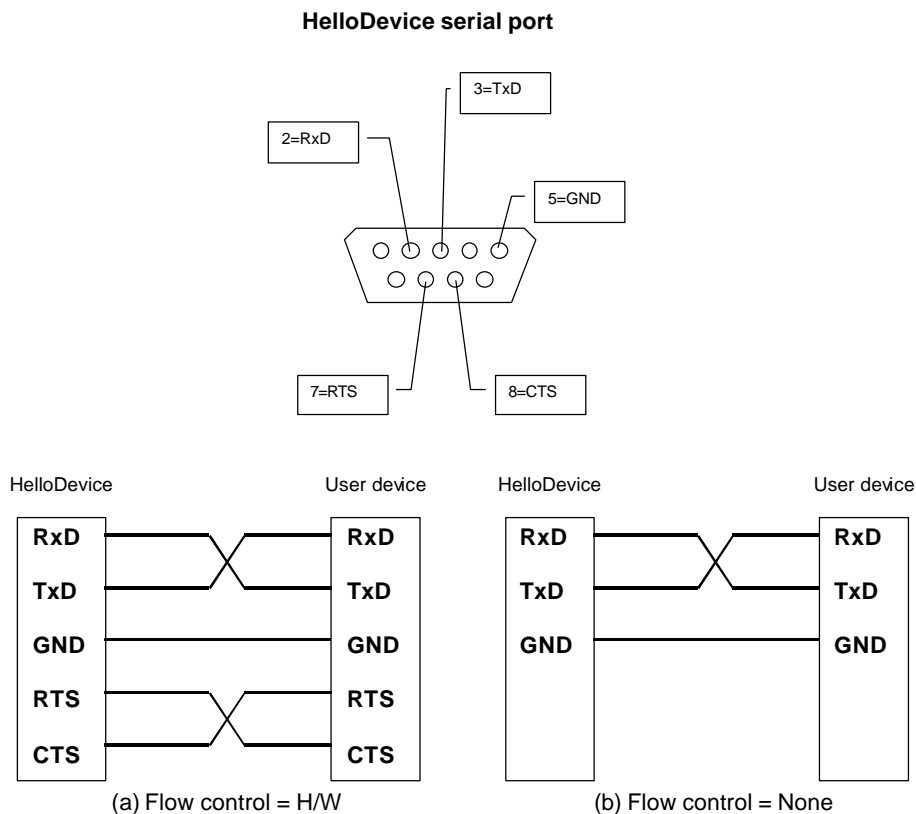 HelloDevice serial port
3=TxD
2=RxD
5=GND
7=RTS
8=CTS
HelloDevice
User device
RxD
RxD
TxD
TxD
GND
GND
RTS
RTS
CTS
CTS
(a) Flow control = H/W
HelloDevice
User device
RxD
RxD
TxD
TxD
GND
GND
(b) Flow control = None